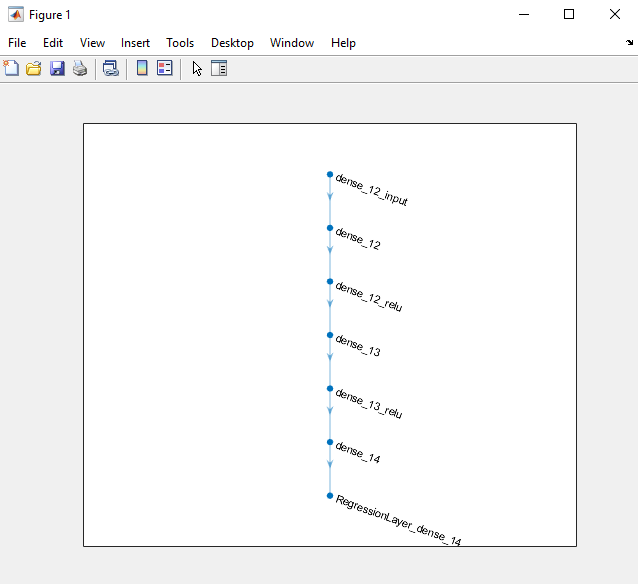 Figure 1
File Edit View Insert Tools Desktop Window Help
dense_12_input
dense_12
dense_12_relu
dense_13
dense_13_relu
dense_14
RegressionLayer_dense_14